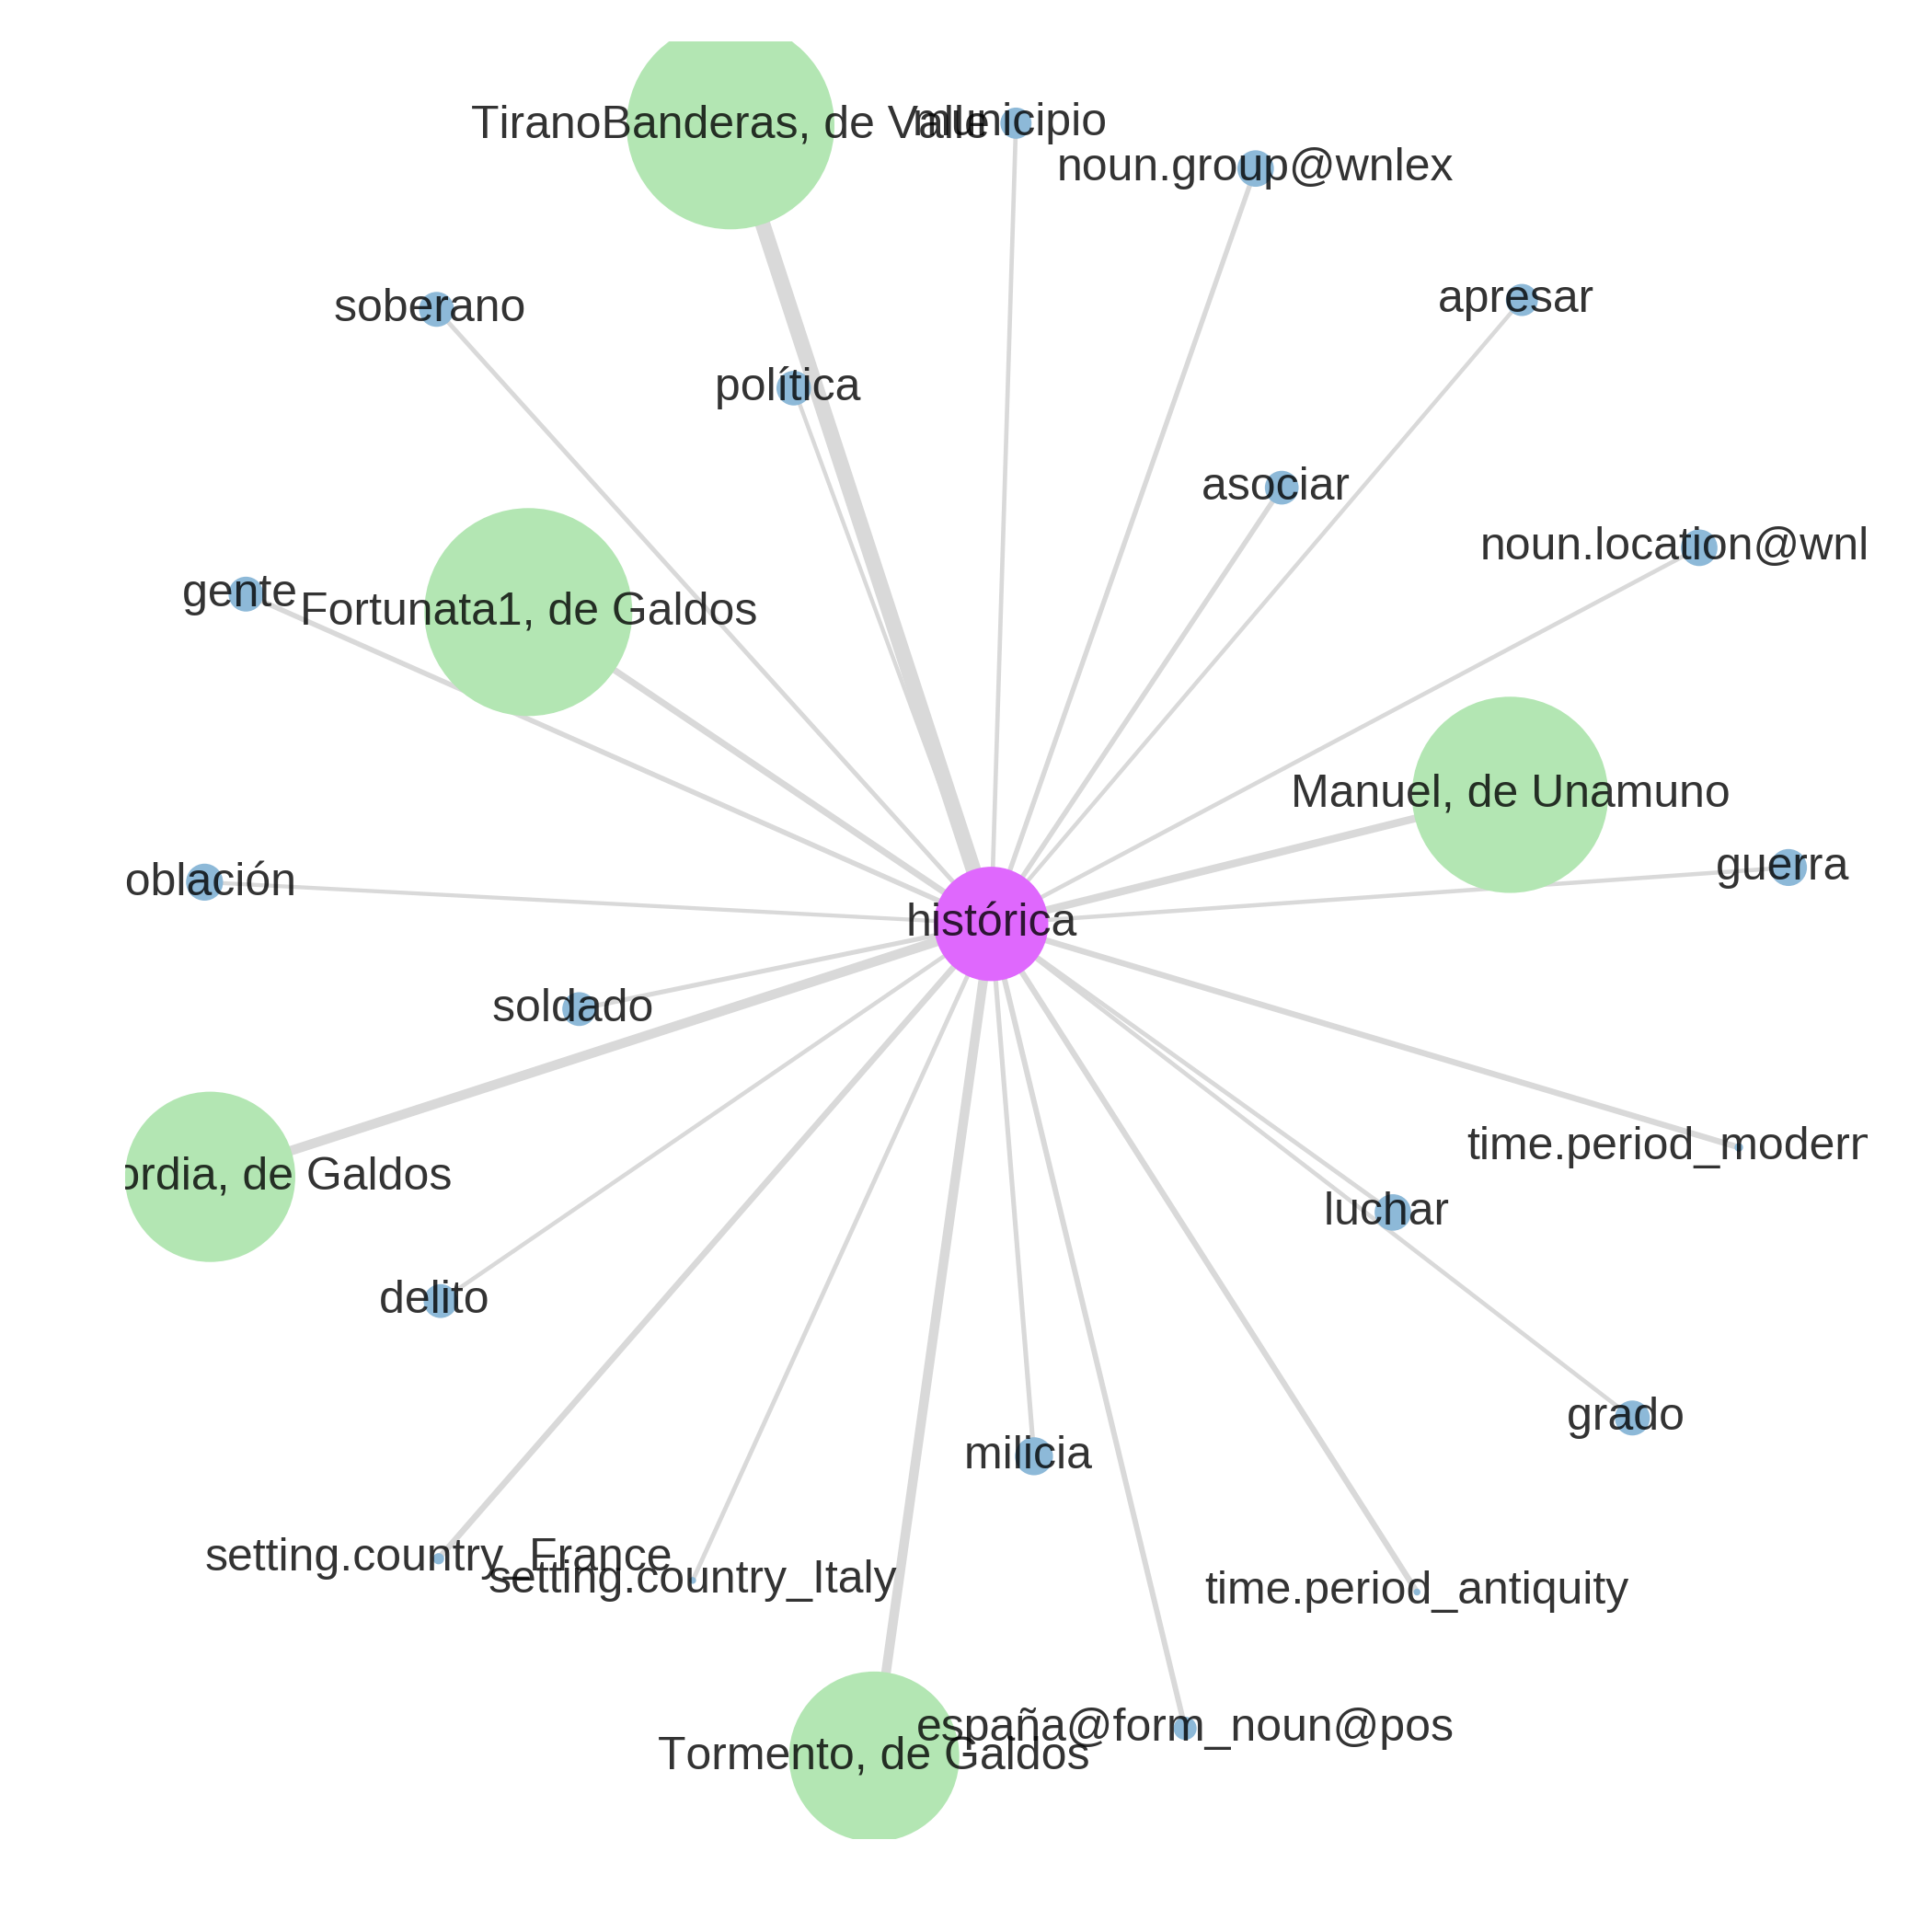 TiranoBanderas, de Valle
municipio
noun.group@wnlex
soberano
apresar
política
asociar
noun.location@wnl
gente
Fortunata1, de Galdos
Manuel, de Unamuno
guerra
oblación
histórica
soldado
time.period_modern
ordia, de Galdos
luchar
delito
grado
milicia
setting.country_France
setting.country_Italy
time.period_antiquity
españa@form_noun@pos
Tormento, de Galdos